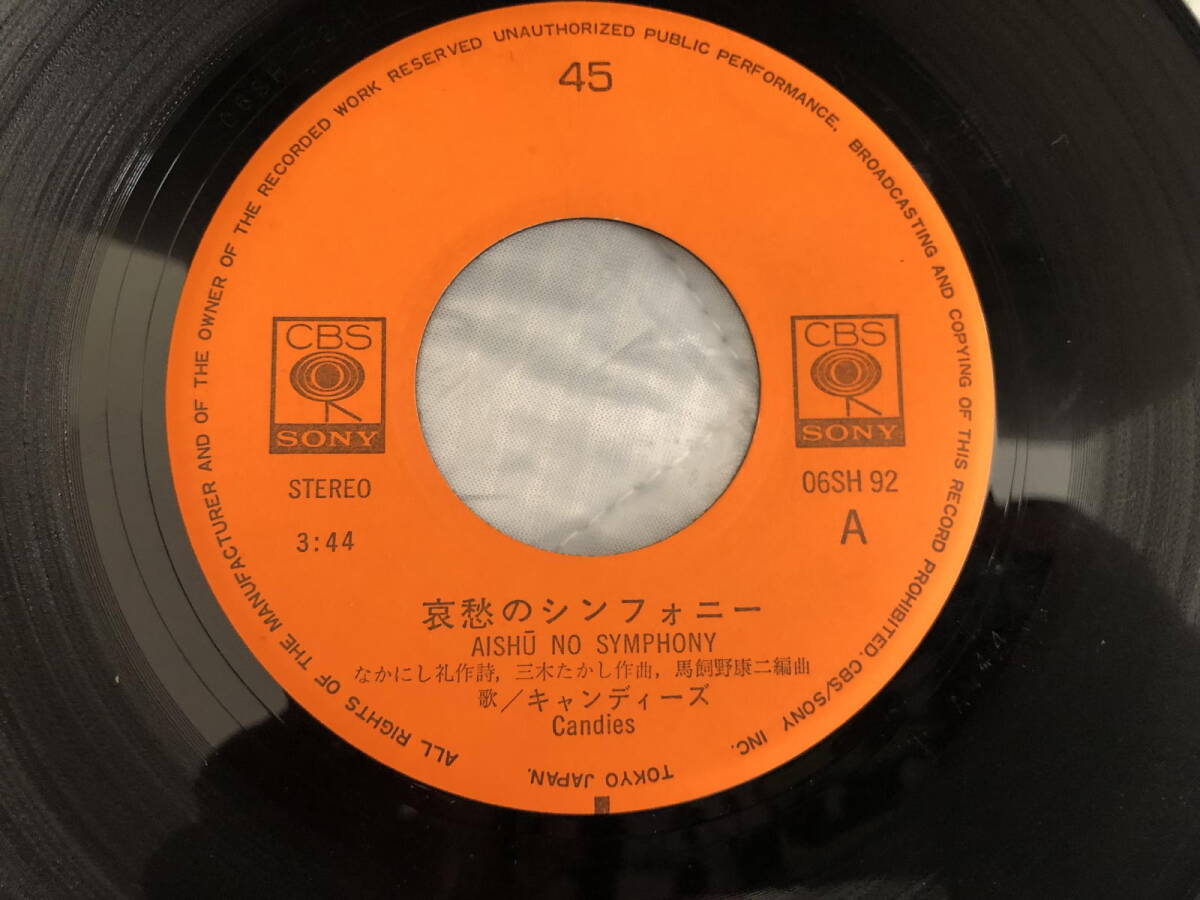 ALL RIGHTS OF THE MANUFACTURER AND OF THE OWNER OF THE RECORDED WORK RESERVED UNAUTHORIZED PUBLIC PERFORMANCE, BROADCASTING AND COPYING OF THIS RECORD PROHIBITED. CBS/SONY INC.
TOKYO JAPAN.
45
CBS
SONY
CBS
SONY
STEREO
06SH 92
3:44
A
哀愁のシンフォニー
AISHŪ NO SYMPHONY
なかにし礼作詩, 三木たかし作曲, 馬飼野康二編曲
歌/キャンディーズ
Candies